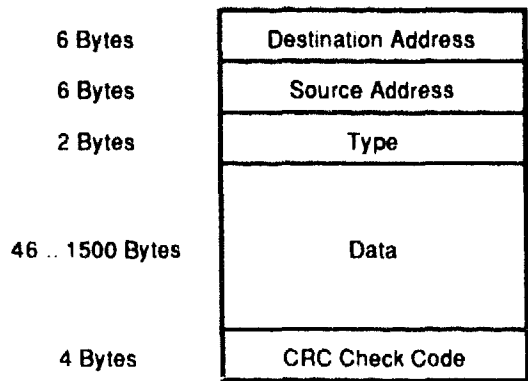 6 Bytes Destination Address
6 Bytes Source Address
2 Bytes Type
46 .. 1500 Bytes Data
4 Bytes CRC Check Code